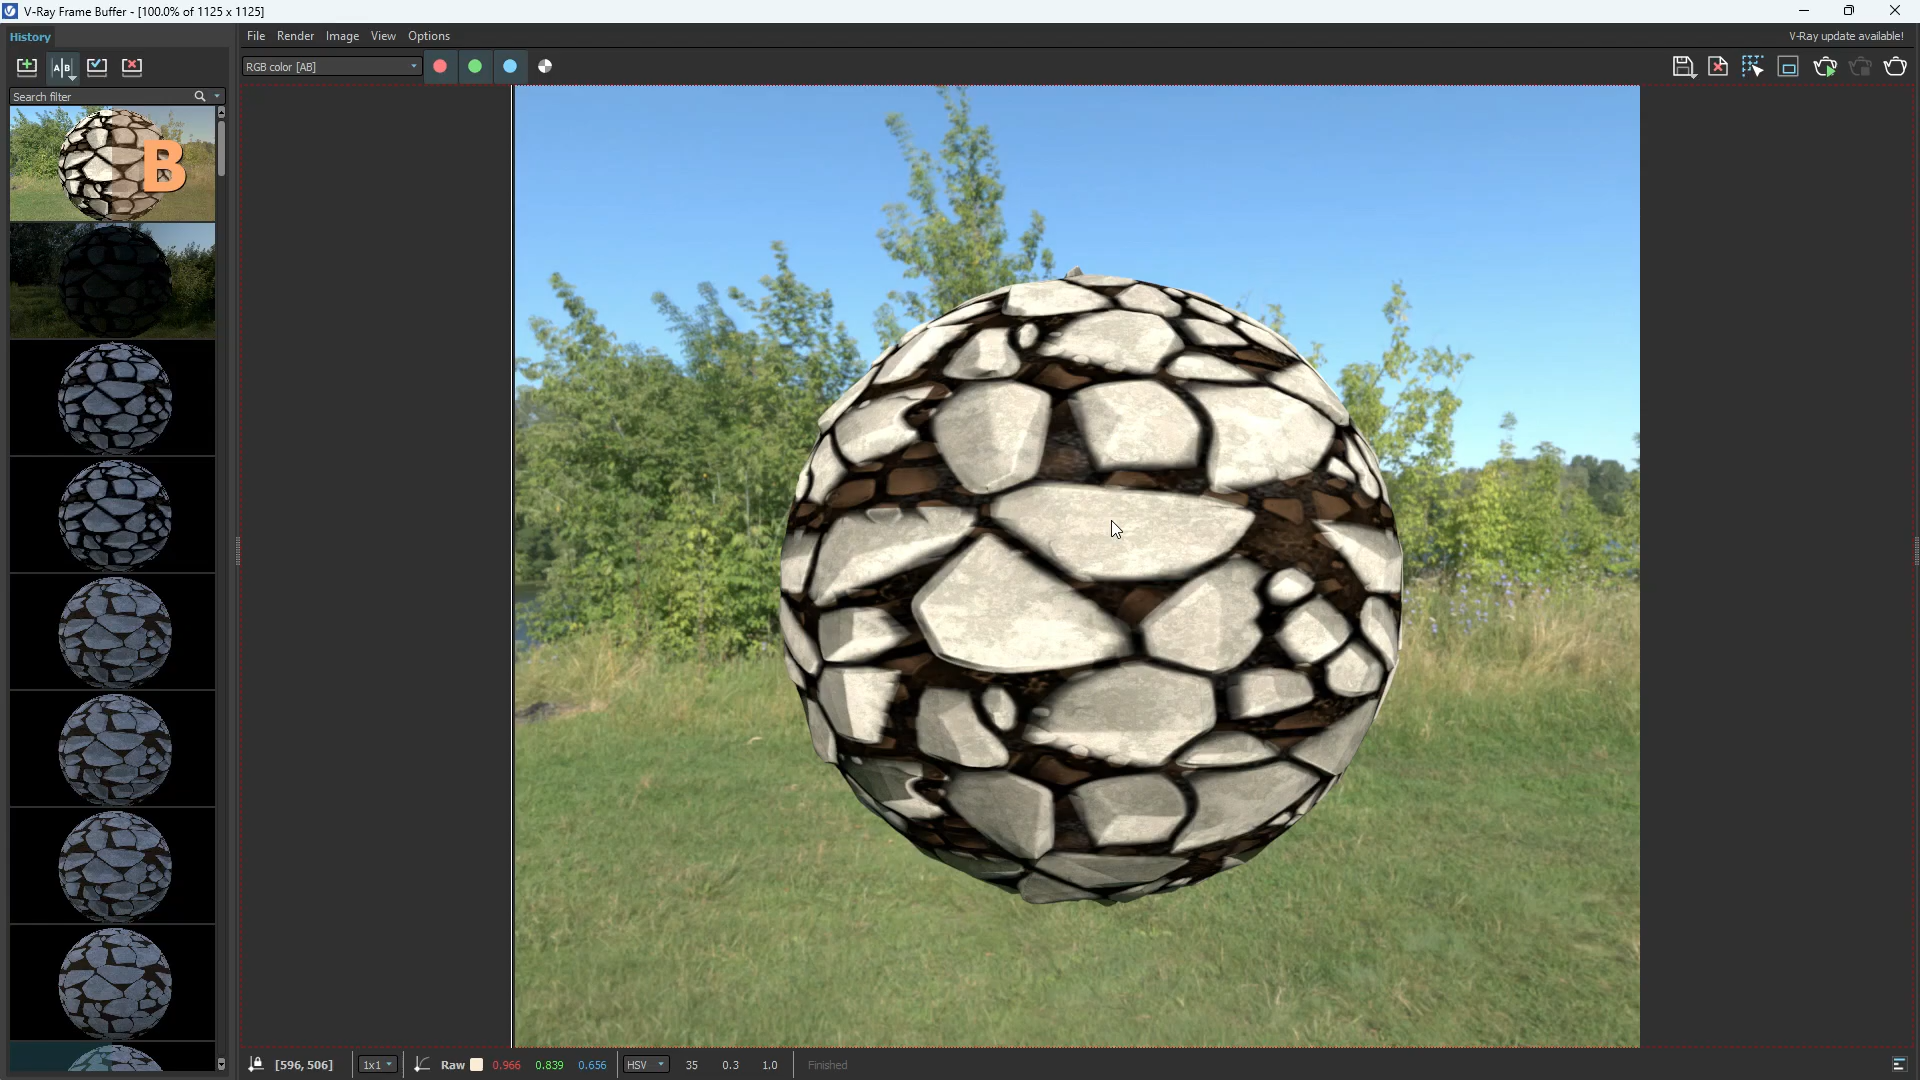 V-Ray Frame Buffer - [100.0% of 1125 x 1125]
History
File Render Image View Options
V-Ray update available!
A|B
RGB color [AB]
Search filter
B
[596, 506]
1x1
Raw 0.966 0.839 0.656
HSV 35 0.3 1.0
Finished